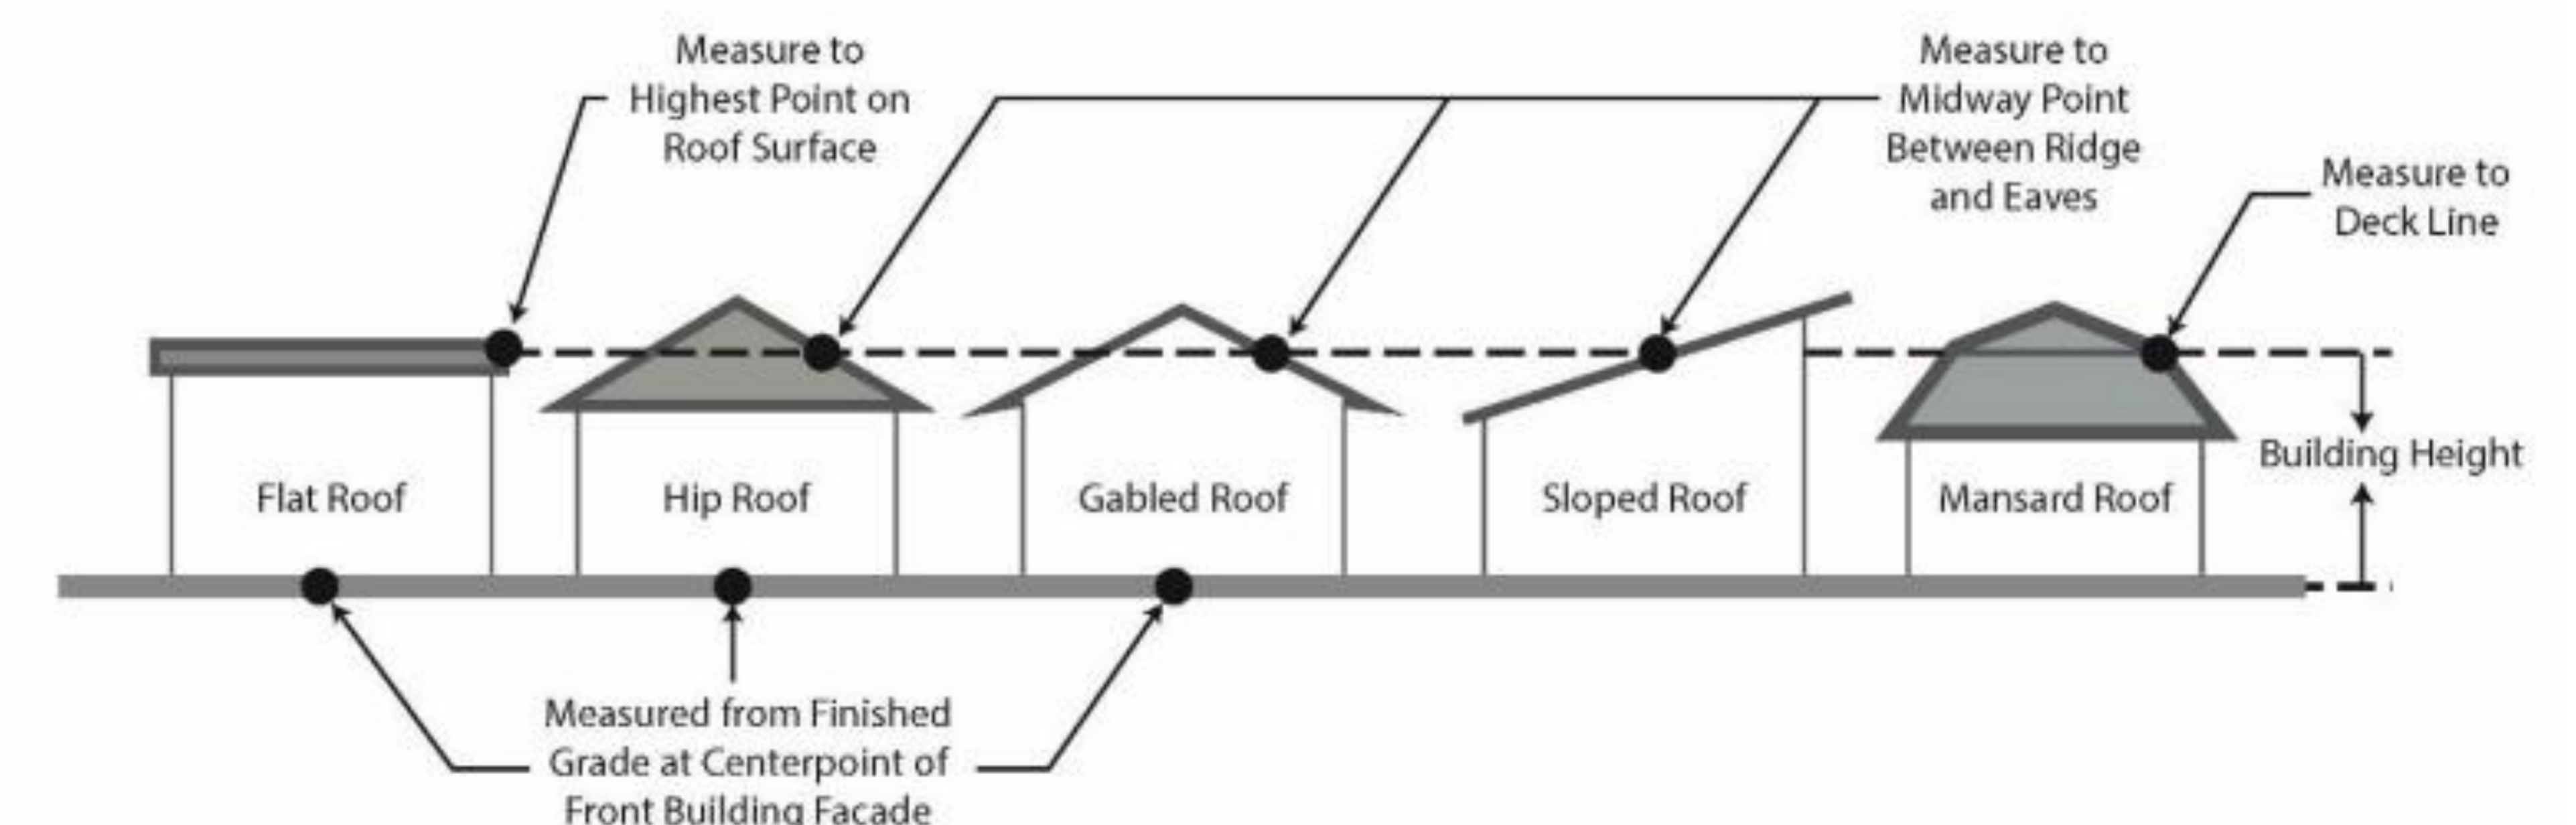 Measure to
Highest Point on
Roof Surface
Measure to
Midway Point
Between Ridge
and Eaves
Measure to
Deck Line
Flat Roof
Hip Roof
Gabled Roof
Sloped Roof
Mansard Roof
Building Height
Measured from Finished
Grade at Centerpoint of
Front Building Facade